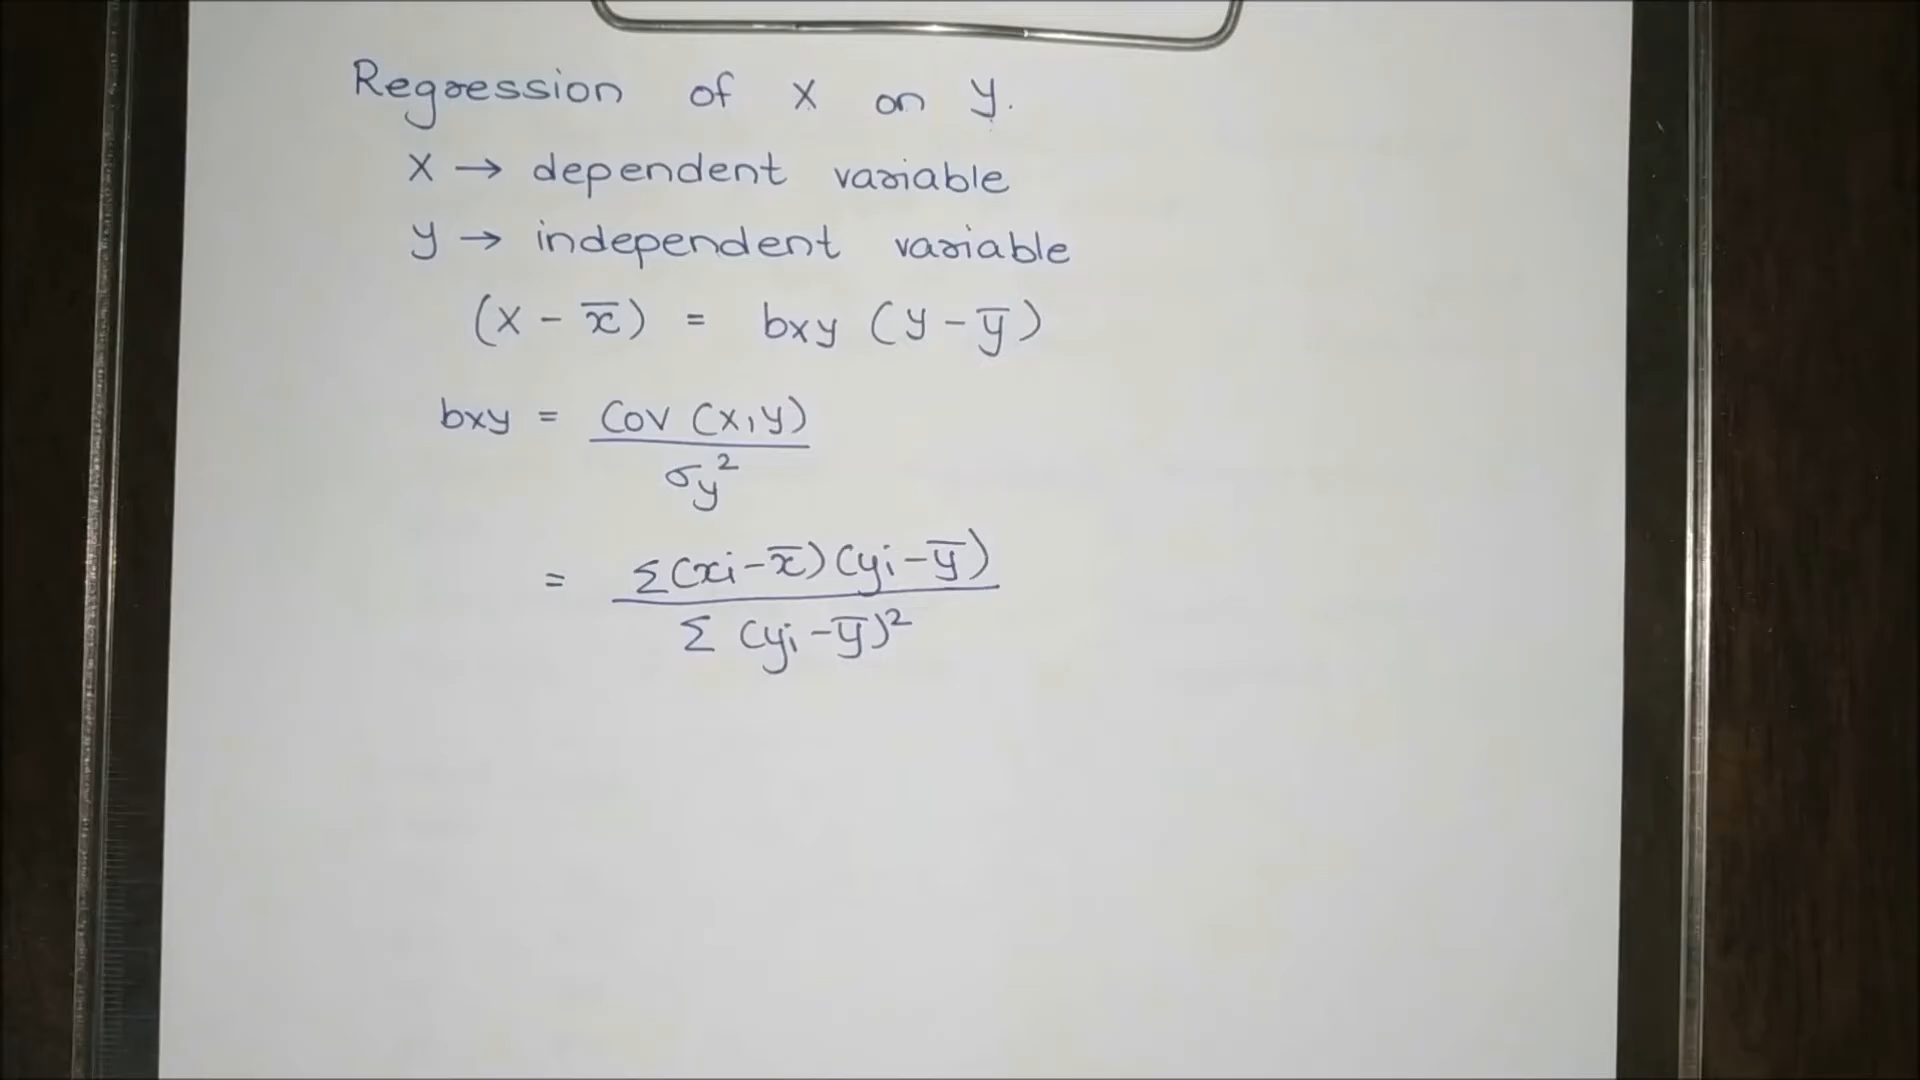 Regression of x on y.
x → dependent variable
y → independent variable
(x - x̅) = bxy (y - y̅)
bxy = Cov (x,y)
σy²
= Σ(xi - x̅)(yi - y̅)
Σ (yi - y̅)²